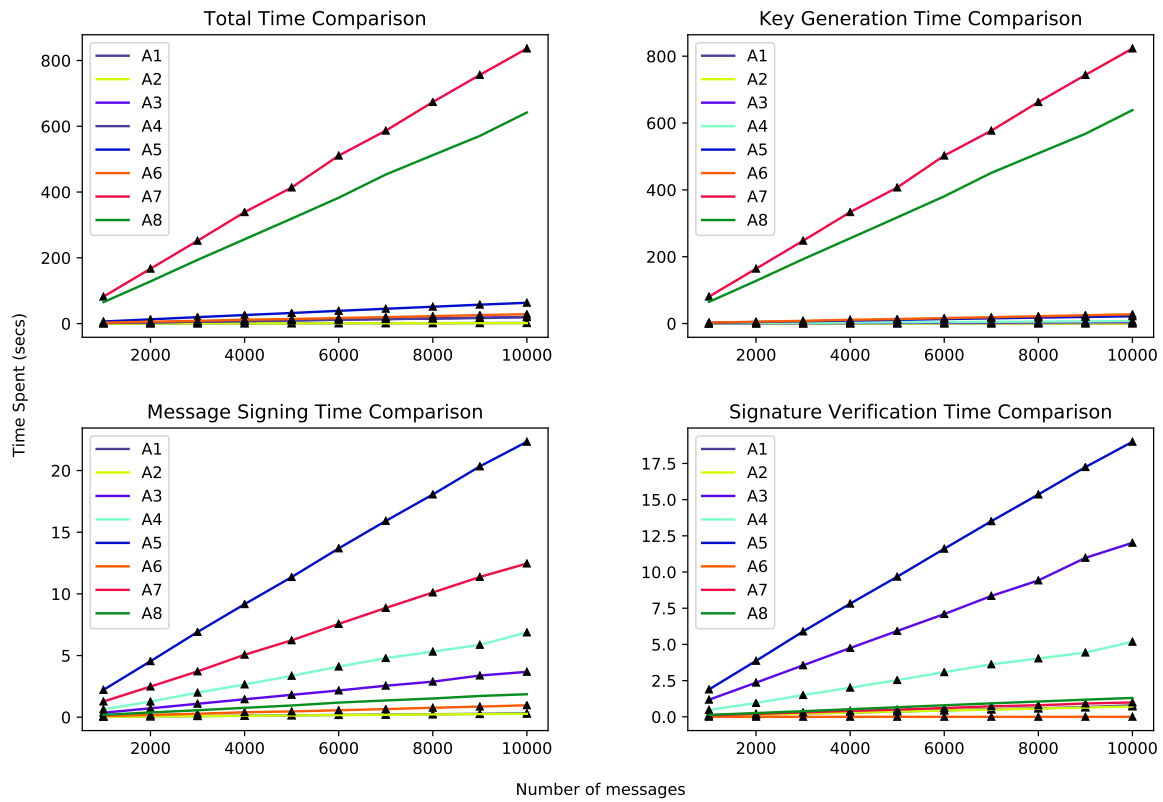 Total Time Comparison
800
600
400
200
0
2000 4000 6000 8000 10000
A1
A2
A3
A4
A5
A6
A7
A8
Key Generation Time Comparison
800
600
400
200
0
2000 4000 6000 8000 10000
A1
A2
A3
A4
A5
A6
A7
A8
Time Spent (secs)
Message Signing Time Comparison
20
15
10
5
0
2000 4000 6000 8000 10000
A1
A2
A3
A4
A5
A6
A7
A8
Signature Verification Time Comparison
17.5
15.0
12.5
10.0
7.5
5.0
2.5
0.0
2000 4000 6000 8000 10000
A1
A2
A3
A4
A5
A6
A7
A8
Number of messages